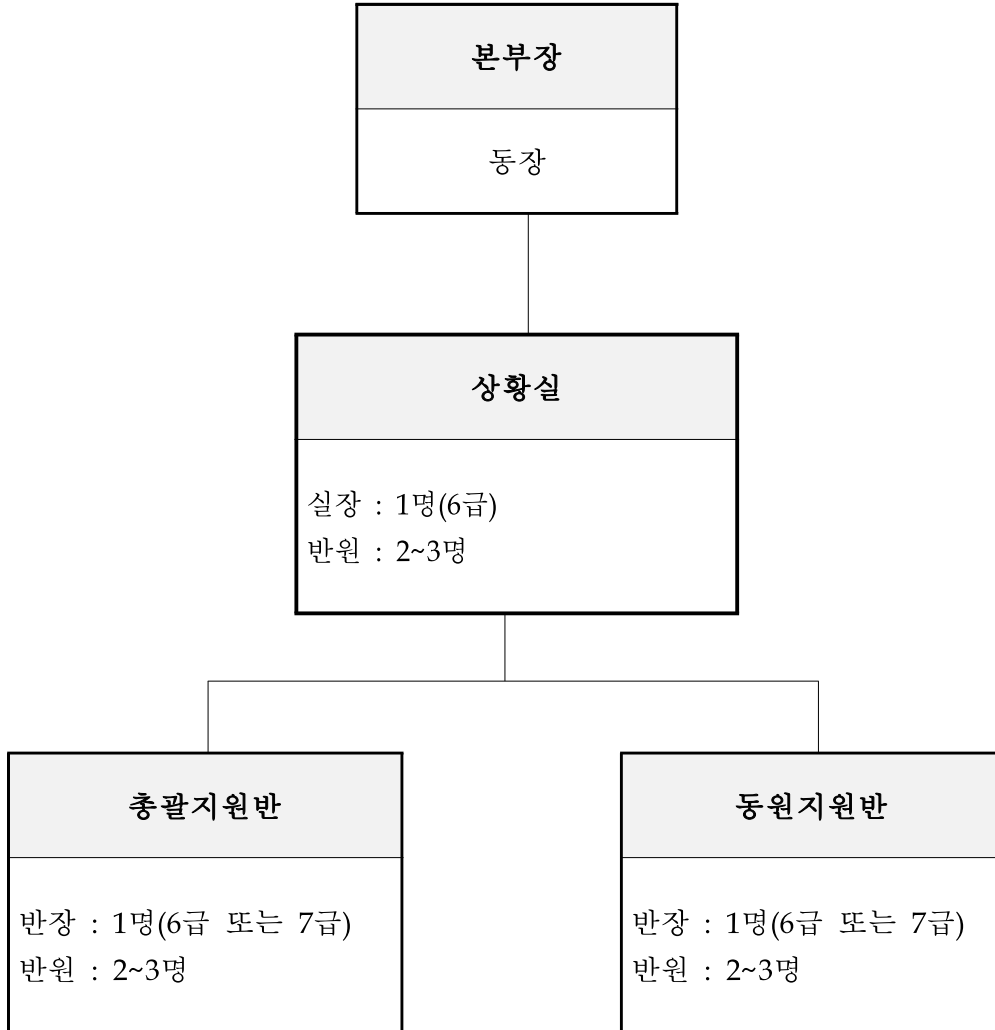 본부장
동장
상황실
실장 : 1명(6급)
반원 : 2~3명
총괄지원반
반장 : 1명(6급 또는 7급)
반원 : 2~3명
동원지원반
반장 : 1명(6급 또는 7급)
반원 : 2~3명